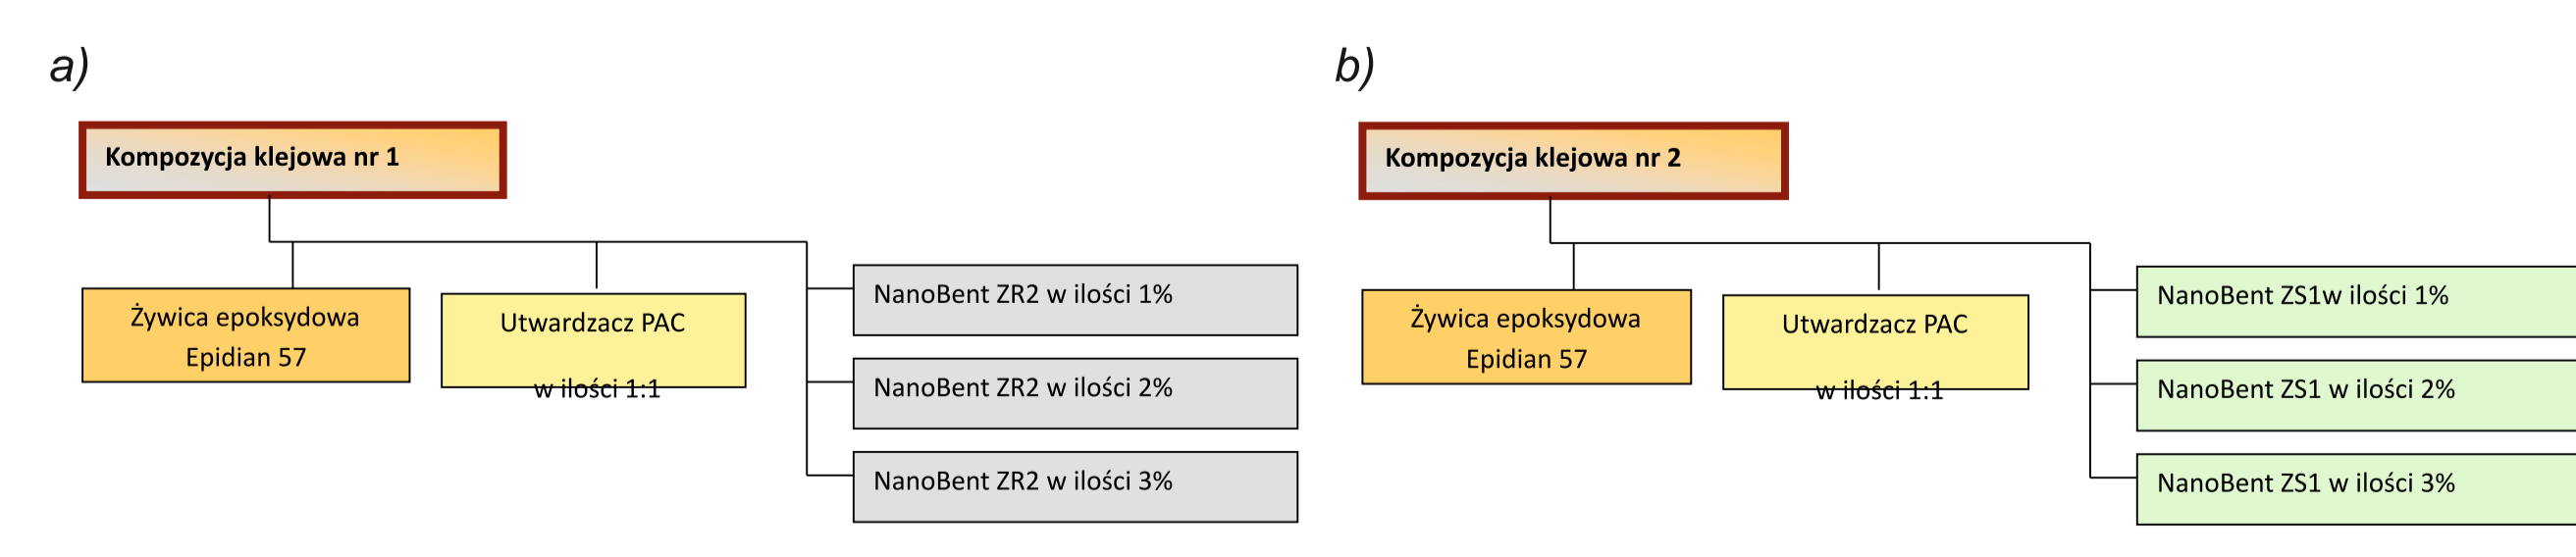 a)
Kompozycja klejowa nr 1
Żywica epoksydowa
Epidian 57
Utwardzacz PAC
w ilości 1:1
NanoBent ZR2 w ilości 1%
NanoBent ZR2 w ilości 2%
NanoBent ZR2 w ilości 3%
b)
Kompozycja klejowa nr 2
Żywica epoksydowa
Epidian 57
Utwardzacz PAC
w ilości 1:1
NanoBent ZS1w ilości 1%
NanoBent ZS1 w ilości 2%
NanoBent ZS1 w ilości 3%